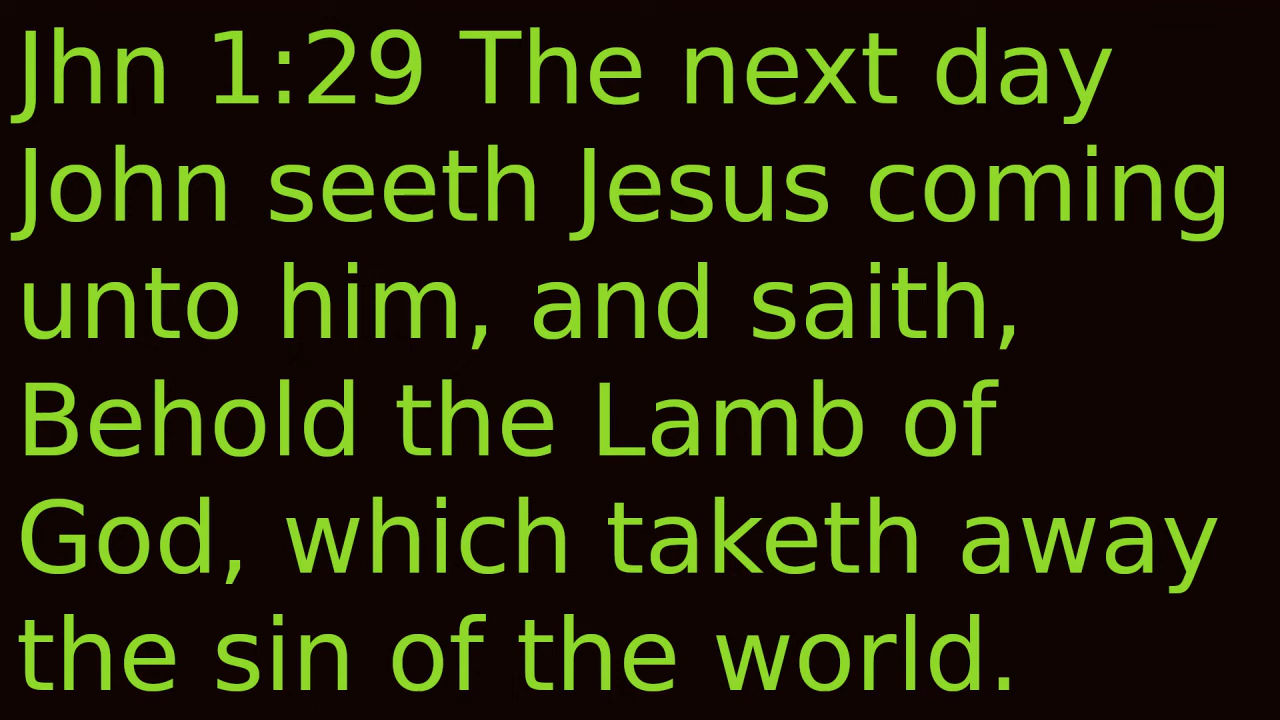 Jhn 1:29 The next day
John seeth Jesus coming
unto him, and saith,
Behold the Lamb of
God, which taketh away
the sin of the world.